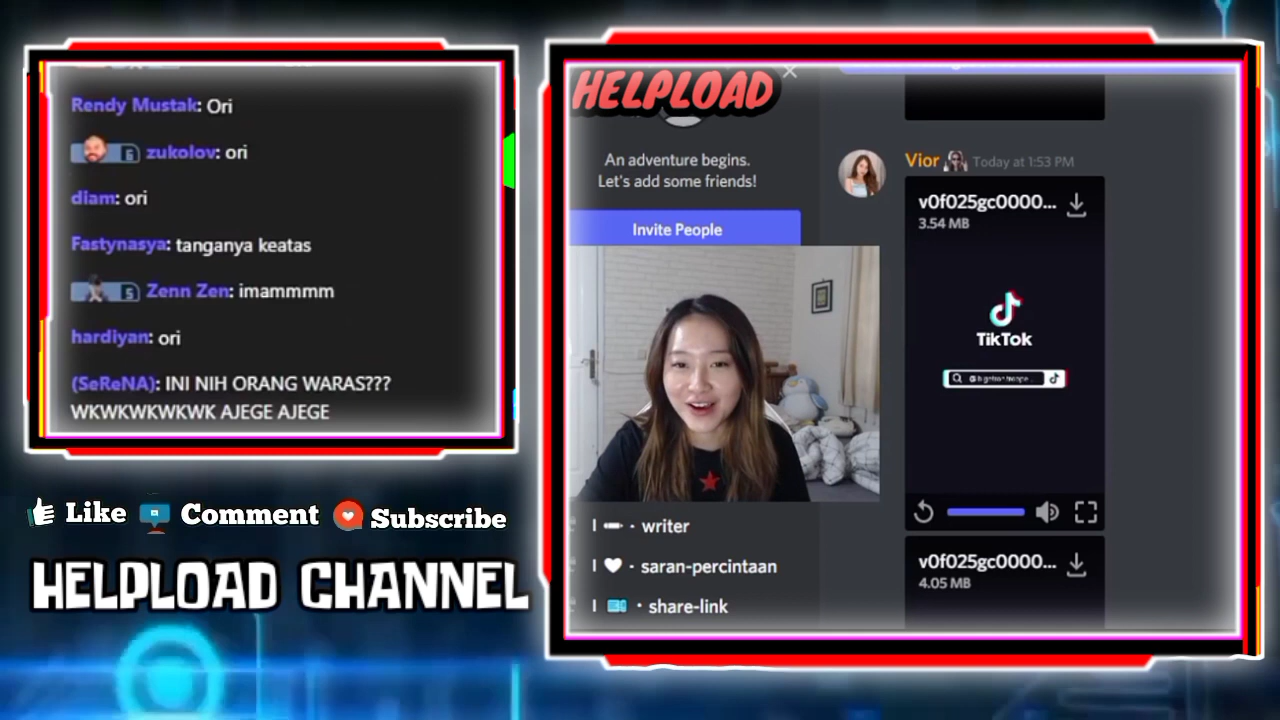 Rendy Mustak: Ori
6 zukolov: ori
diam: ori
Fastynasya: tanganya keatas
5 Zenn Zen: imammmm
hardiyan: ori
(SeReNA): INI NIH ORANG WARAS???
WKWKWKWKWK AJEGE AJEGE
Like Comment Subscribe
HELPLOAD CHANNEL
HELPLOAD
An adventure begins.
Let's add some friends!
Invite People
writer
saran-percintaan
share-link
Vior Today at 1:53 PM
v0f025gc0000...
3.54 MB
TikTok
v0f025gc0000...
4.05 MB